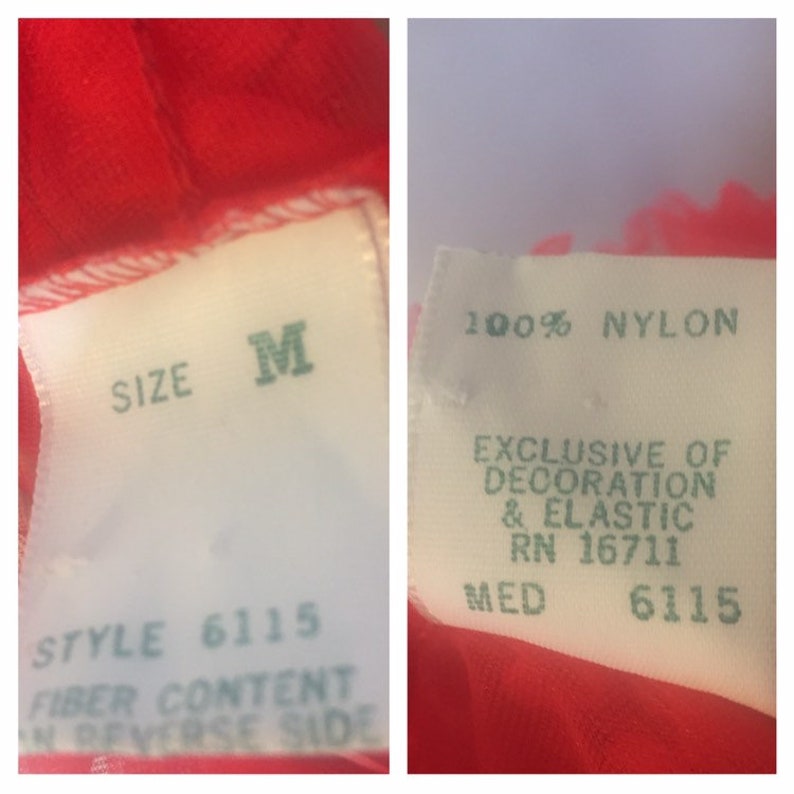 SIZE M
STYLE 6115
FIBER CONTENT
ON REVERSE SIDE
100% NYLON
EXCLUSIVE OF
DECORATION
& ELASTIC
RN 16711
MED 6115